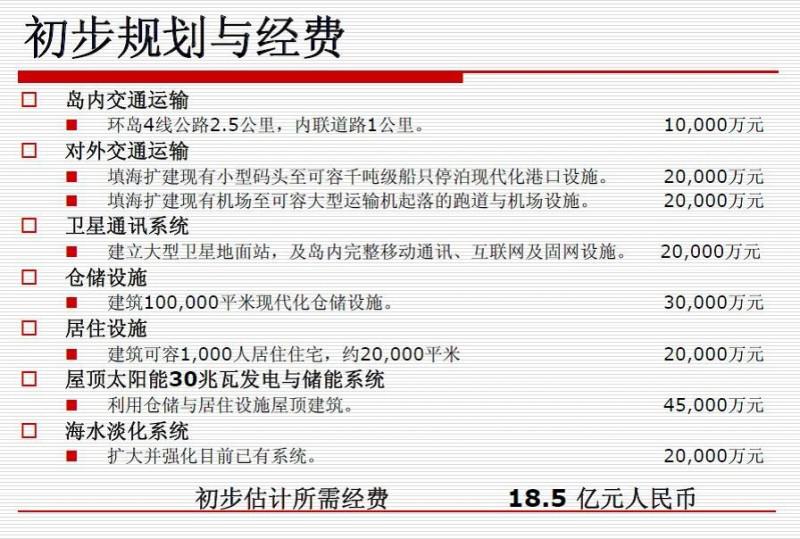 初步规划与经费
岛内交通运输
环岛4线公路2.5公里，内联道路1公里。 10,000万元
对外交通运输
填海扩建现有小型码头至可容千吨级船只停泊现代化港口设施。 20,000万元
填海扩建现有机场至可容大型运输机起落的跑道与机场设施。 20,000万元
卫星通讯系统
建立大型卫星地面站，及岛内完整移动通讯、互联网及固网设施。 20,000万元
仓储设施
建筑100,000平米现代化仓储设施。 30,000万元
居住设施
建筑可容1,000人居住住宅，约20,000平米 20,000万元
屋顶太阳能30兆瓦发电与储能系统
利用仓储与居住设施屋顶建筑。 45,000万元
海水淡化系统
扩大并强化目前已有系统。 20,000万元
初步估计所需经费 18.5 亿元人民币